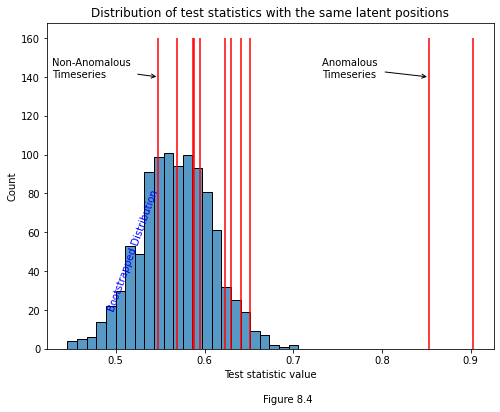 Distribution of test statistics with the same latent positions
160
140
120
100
80
60
40
20
0
Count
Non-Anomalous
Timeseries
Anomalous
Timeseries
Bootstrapped Distribution
0.5 0.6 0.7 0.8 0.9
Test statistic value
Figure 8.4